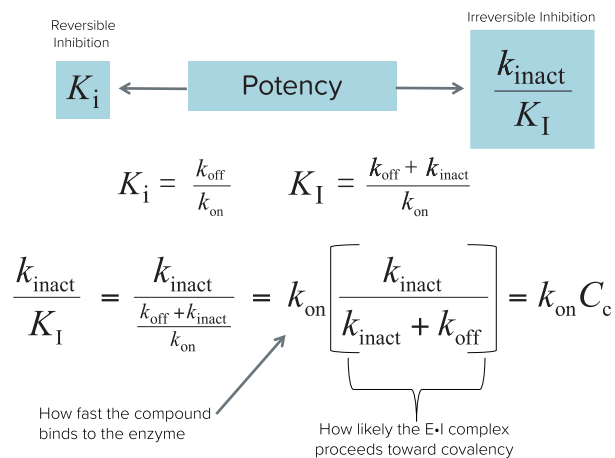 Reversible
Inhibition
Irreversible Inhibition
K_i
Potency
k_inact / K_I
K_i = k_off / k_on
K_I = (k_off + k_inact) / k_on
k_inact / K_I = k_inact / ((k_off + k_inact) / k_on) = k_on [k_inact / (k_inact + k_off)] = k_on C_c
How fast the compound
binds to the enzyme
How likely the E•I complex
proceeds toward covalency